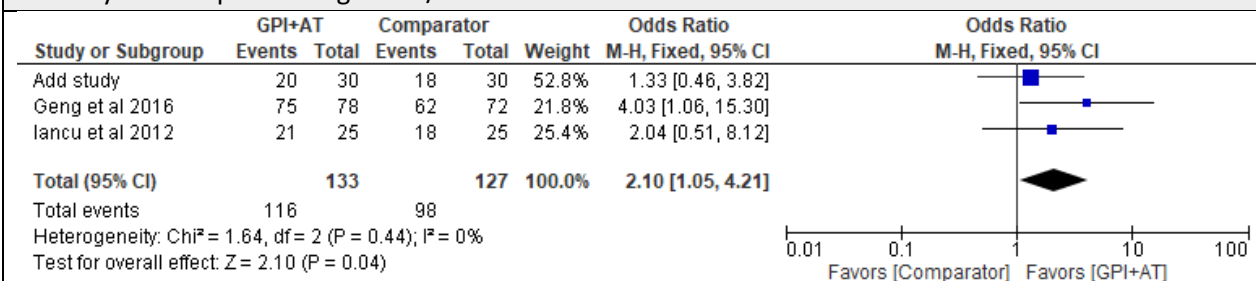 GPI+AT Comparator Odds Ratio Odds Ratio
Study or Subgroup Events Total Events Total Weight M-H, Fixed, 95% CI M-H, Fixed, 95% CI
Add study 20 30 18 30 52.8% 1.33 [0.46, 3.82]
Geng et al 2016 75 78 62 72 21.8% 4.03 [1.06, 15.30]
Iancu et al 2012 21 25 18 25 25.4% 2.04 [0.51, 8.12]
Total (95% CI) 133 127 100.0% 2.10 [1.05, 4.21]
Total events 116 98
Heterogeneity: Chi² = 1.64, df = 2 (P = 0.44); I² = 0%
Test for overall effect: Z = 2.10 (P = 0.04)
0.01 0.1 1 10 100
Favors [Comparator] Favors [GPI+AT]